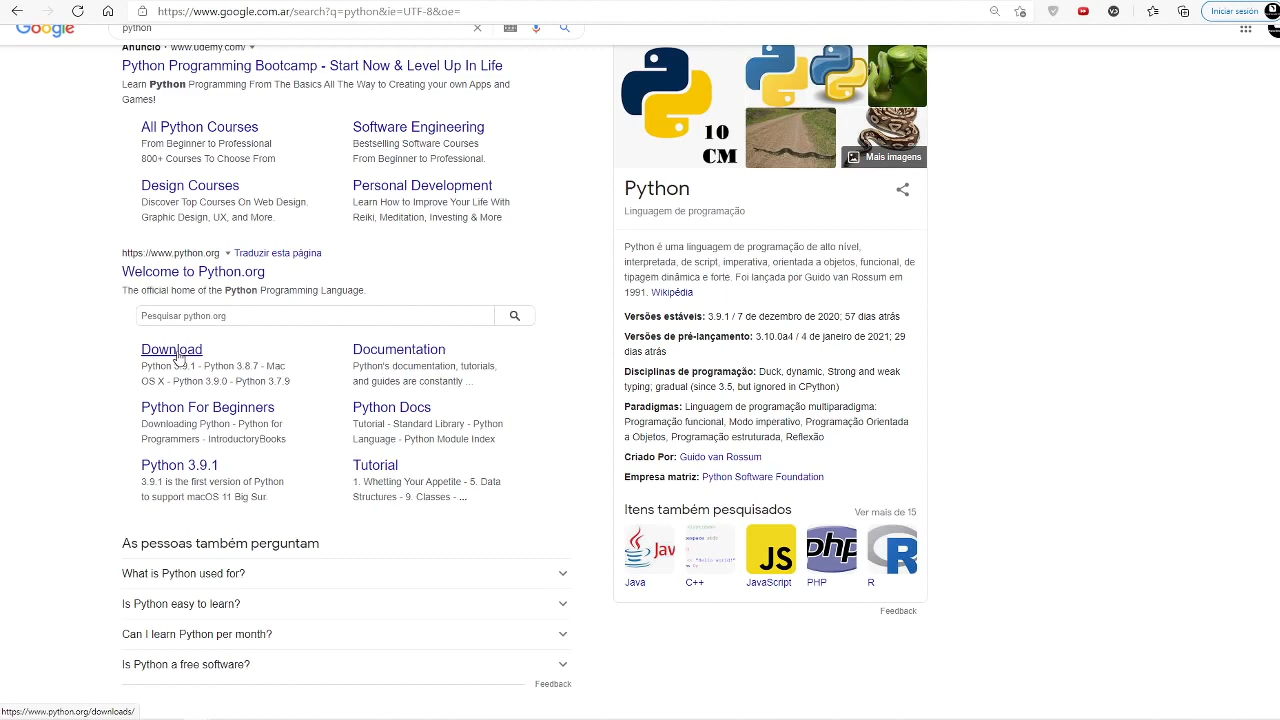 https://www.google.com.ar/search?q=python&ie=UTF-8&oe=
Iniciar sesión
Google
python
Anúncio · www.udemy.com/
Python Programming Bootcamp - Start Now & Level Up In Life
Learn Python Programming From The Basics All The Way to Creating your own Apps and
Games!
All Python Courses
From Beginner to Professional
800+ Courses To Choose From
Software Engineering
Bestselling Software Courses
From Beginner to Professional.
Design Courses
Discover Top Courses On Web Design.
Graphic Design, UX, and More.
Personal Development
Learn How to Improve Your Life With
Reiki, Meditation, Investing & More
https://www.python.org
Traduzir esta página
Welcome to Python.org
The official home of the Python Programming Language.
Pesquisar python.org
Download
Python 3.9.1 - Python 3.8.7 - Mac
OS X - Python 3.9.0 - Python 3.7.9
Documentation
Python's documentation, tutorials,
and guides are constantly ...
Python For Beginners
Downloading Python - Python for
Programmers - IntroductoryBooks
Python Docs
Tutorial - Standard Library - Python
Language - Python Module Index
Python 3.9.1
3.9.1 is the first version of Python
to support macOS 11 Big Sur.
Tutorial
1. Whetting Your Appetite - 5. Data
Structures - 9. Classes - ...
As pessoas também perguntam
What is Python used for?
Is Python easy to learn?
Can I learn Python per month?
Is Python a free software?
Feedback
https://www.python.org/downloads/
10
CM
Mais imagens
Python
Linguagem de programação
Python é uma linguagem de programação de alto nível,
interpretada, de script, imperativa, orientada a objetos, funcional, de
tipagem dinâmica e forte. Foi lançada por Guido van Rossum em
1991. Wikipédia
Versões estáveis: 3.9.1 / 7 de dezembro de 2020; 57 dias atrás
Versões de pré-lançamento: 3.10.0a4 / 4 de janeiro de 2021; 29
dias atrás
Disciplinas de programação: Duck, dynamic, Strong and weak
typing; gradual (since 3.5, but ignored in CPython)
Paradigmas: Linguagem de programação multiparadigma:
Programação funcional, Modo imperativo, Programação Orientada
a Objetos, Programação estruturada, Reflexão
Criado Por: Guido van Rossum
Empresa matriz: Python Software Foundation
Itens também pesquisados
Ver mais de 15
Jav
"Hello World!"
JS
php
R
Java
C++
JavaScript
PHP
R
Feedback